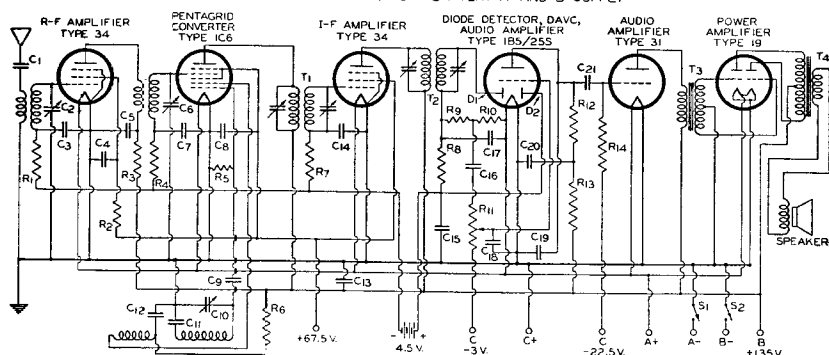 R-F AMPLIFIER
TYPE 34
PENTAGRID
CONVERTER
TYPE 1C6
I-F AMPLIFIER
TYPE 34
DIODE DETECTOR, DAVC,
AUDIO AMPLIFIER
TYPE 1B5/25S
AUDIO
AMPLIFIER
TYPE 31
POWER
AMPLIFIER
TYPE 19
C1
C2
C3
C4
C5
R1
R2
R3
C6
C7
C8
R4
R5
T1
C14
R7
T2
D1
D2
R9
R10
R8
C17
C16
C20
R11
C15
C18
C19
C21
R12
R13
R14
T3
T4
SPEAKER
C9
C10
C11
C12
R6
C13
+67.5 V.
- +
4.5 V.
C
-3 V.
C+
C
-22.5 V.
A+
S1
A-
S2
B-
B
+135 V.